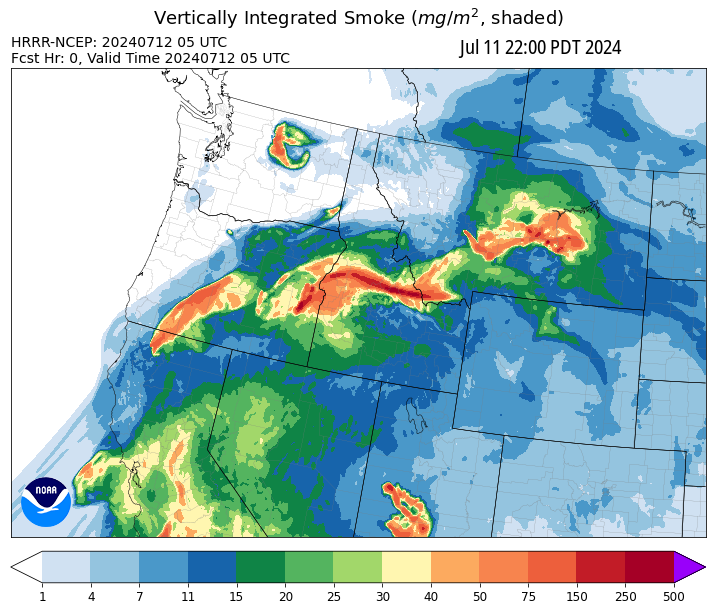 Vertically Integrated Smoke (mg/m², shaded)
HRRR-NCEP: 20240712 05 UTC
Jul 11 22:00 PDT 2024
Fcst Hr: 0, Valid Time 20240712 05 UTC
NOAA
1 4 7 11 15 20 25 30 40 50 75 150 250 500